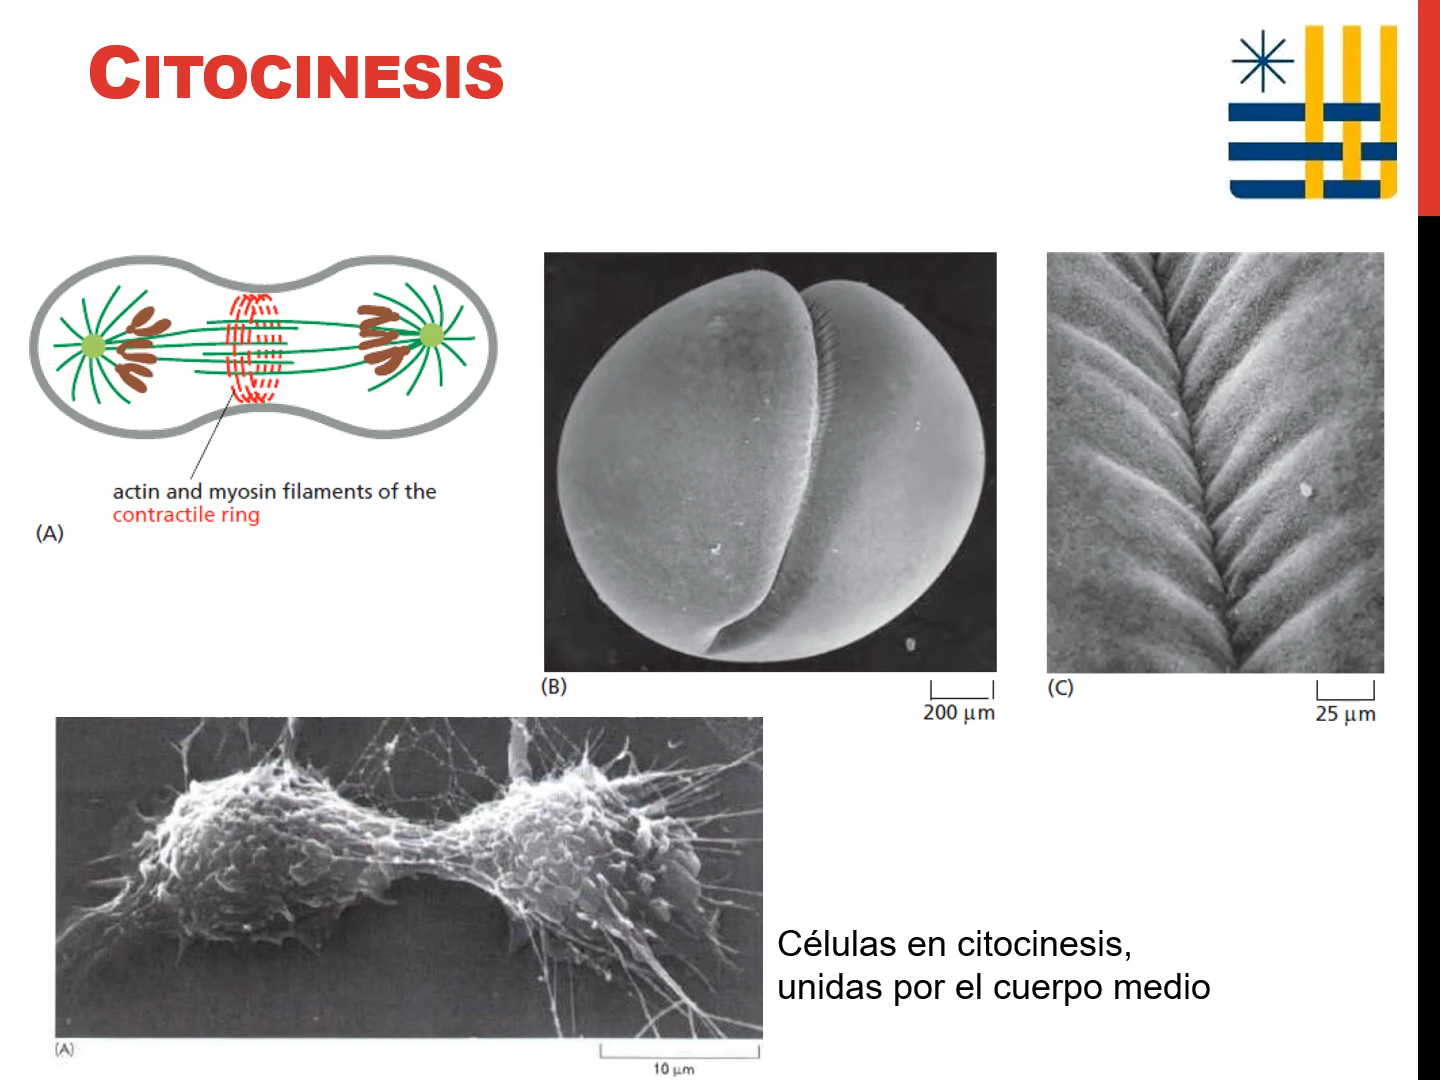 CITOCINESIS
actin and myosin filaments of the
contractile ring
(A)
(B)
200 µm
(C)
25 µm
Células en citocinesis,
unidas por el cuerpo medio
(A)
10 µm